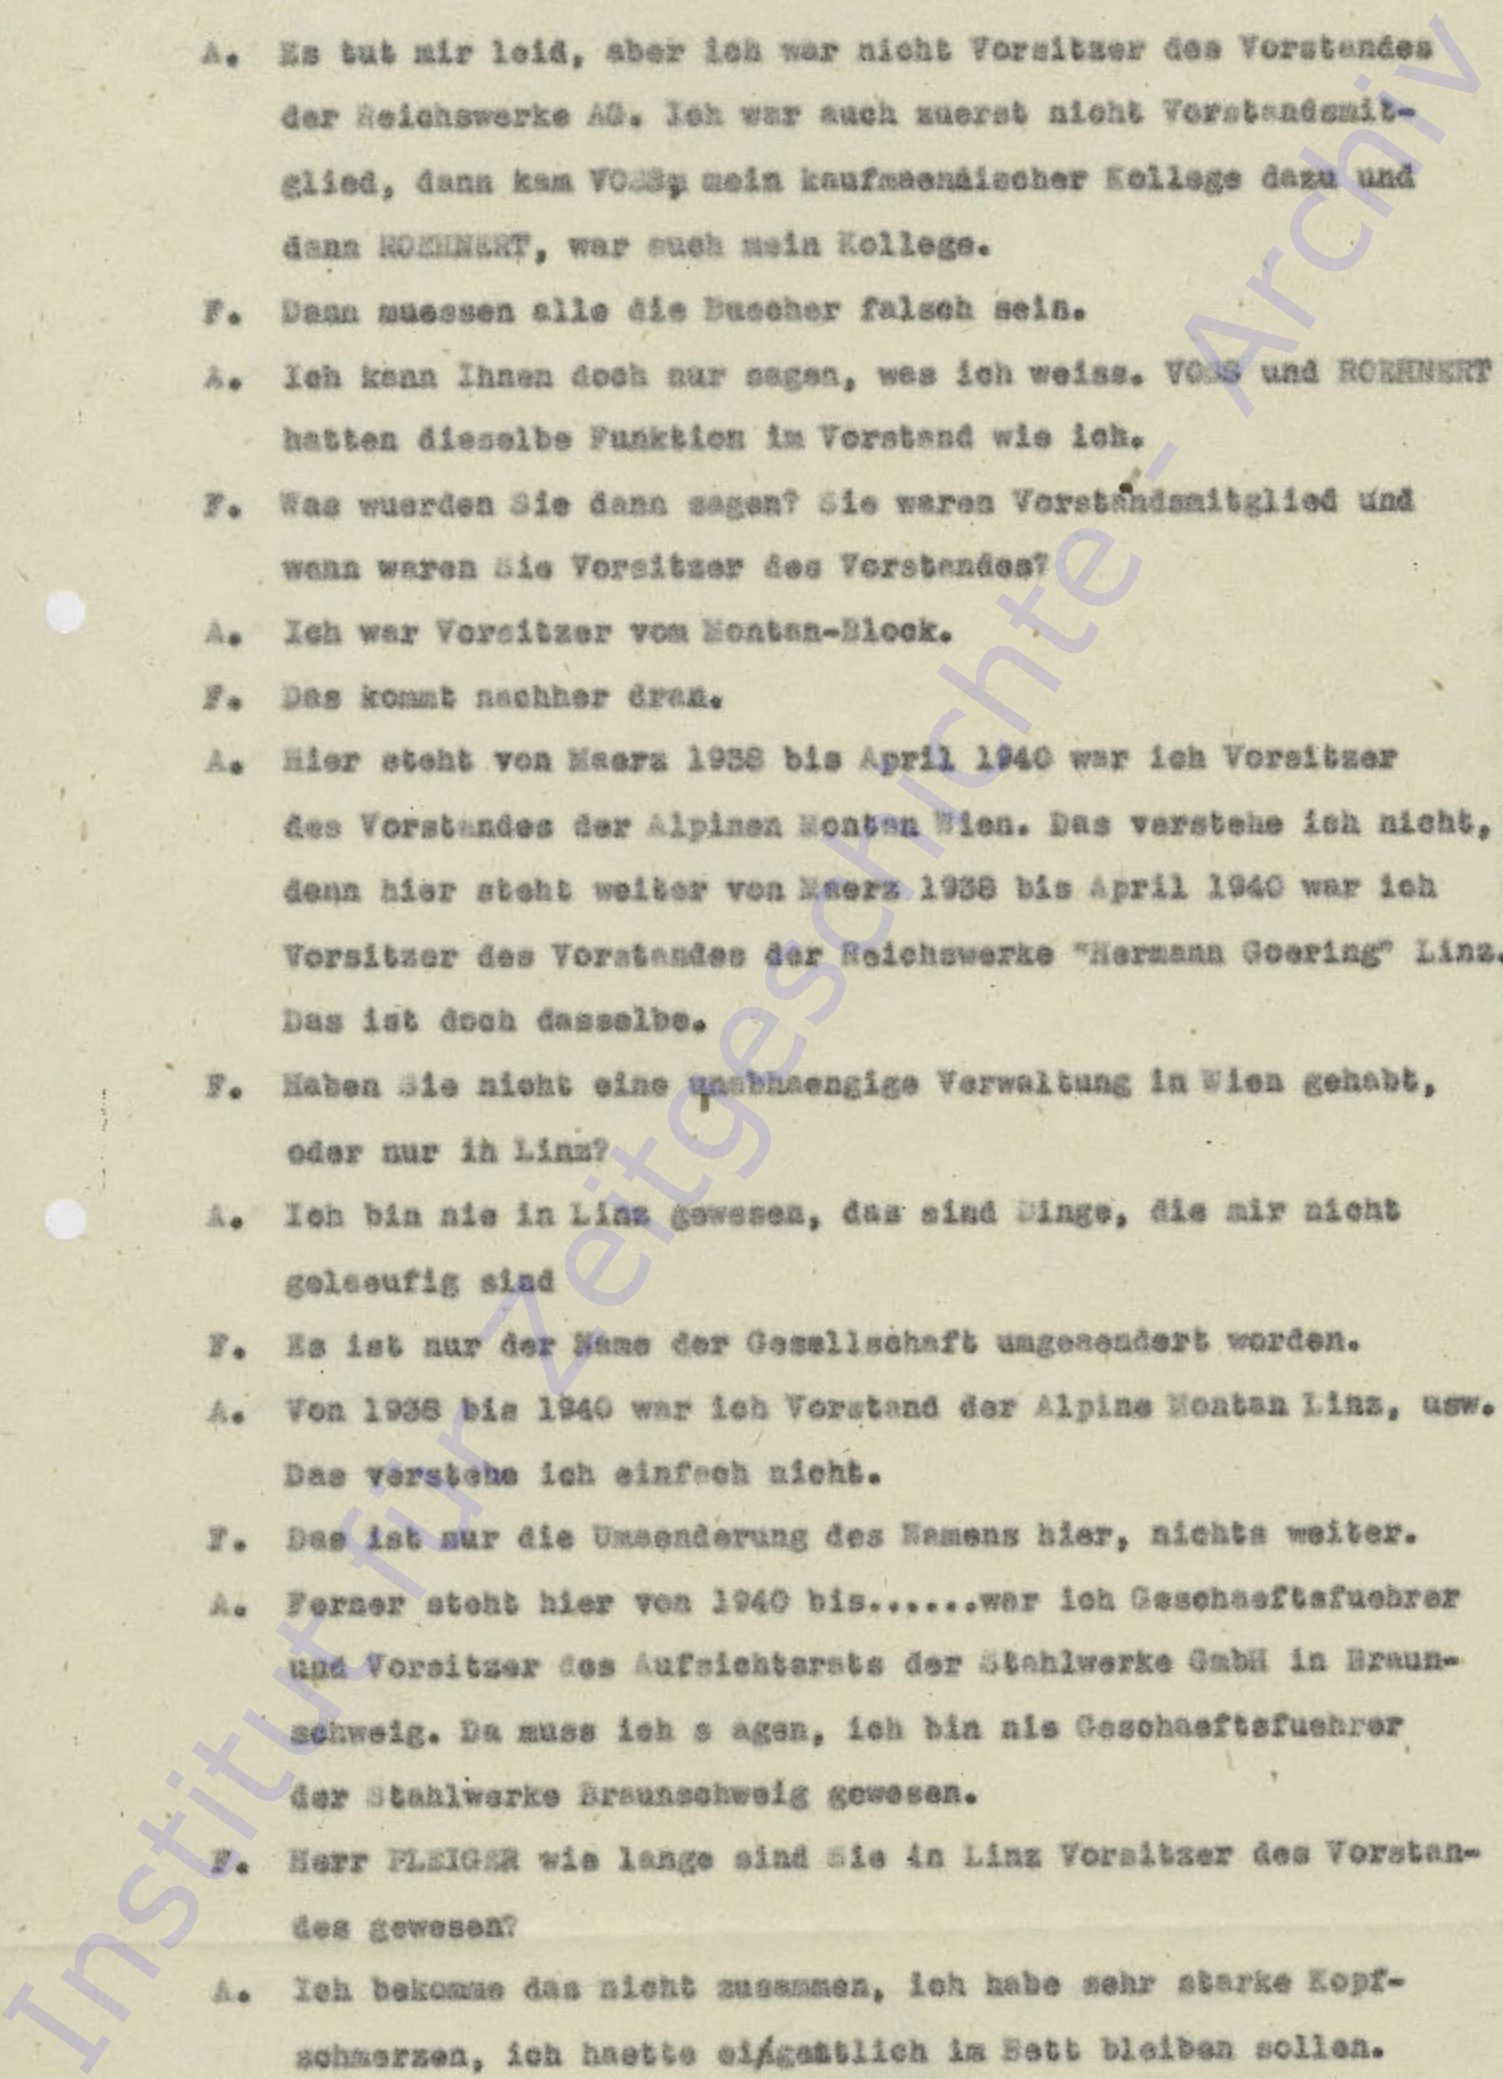 A. Es tut mir leid, aber ich war nicht Vorsitzer des Vorstandes
der Reichswerke AG. Ich war auch zuerst nicht Vorstandsmit-
glied, dann kam VOSS, mein kaufmaennischer Kollege dazu und
dann ROEHNERT, war auch mein Kollege.
F. Dann muessen alle die Buecher falsch sein.
A. Ich kann Ihnen doch nur sagen, was ich weiss. VOSS und ROEHNERT
hatten dieselbe Funktion im Vorstand wie ich.
F. Was wuerden Sie dann sagen? Sie waren Vorstandsmitglied und
wann waren Sie Vorsitzer des Vorstandes?
A. Ich war Vorsitzer vom Montan-Block.
F. Das kommt nachher dran.
A. Hier steht von Maerz 1938 bis April 1940 war ich Vorsitzer
des Vorstandes der Alpinen Montan Wien. Das verstehe ich nicht,
denn hier steht weiter von Maerz 1938 bis April 1940 war ich
Vorsitzer des Vorstandes der Reichswerke "Hermann Goering" Linz.
Das ist doch dasselbe.
F. Haben Sie nicht eine unabhaengige Verwaltung in Wien gehabt,
oder nur in Linz?
A. Ich bin nie in Linz gewesen, das sind Dinge, die mir nicht
gelaeufig sind
F. Es ist nur der Name der Gesellschaft umgeaendert worden.
A. Von 1938 bis 1940 war ich Vorstand der Alpine Montan Linz, usw.
Das verstehe ich einfach nicht.
F. Das ist nur die Umaenderung des Namens hier, nichts weiter.
A. Ferner steht hier von 1940 bis.......war ich Geschaeftsfuehrer
und Vorsitzer des Aufsichtsrats der Stahlwerke GmbH in Braun-
schweig. Da muss ich s agen, ich bin nie Geschaeftsfuehrer
der Stahlwerke Braunschweig gewesen.
F. Herr PLEIGER wie lange sind Sie in Linz Vorsitzer des Vorstan-
des gewesen?
A. Ich bekomme das nicht zusammen, ich habe sehr starke Kopf-
schmerzen, ich haette eigentlich im Bett bleiben sollen.
Institut für Zeitgeschichte - Archiv